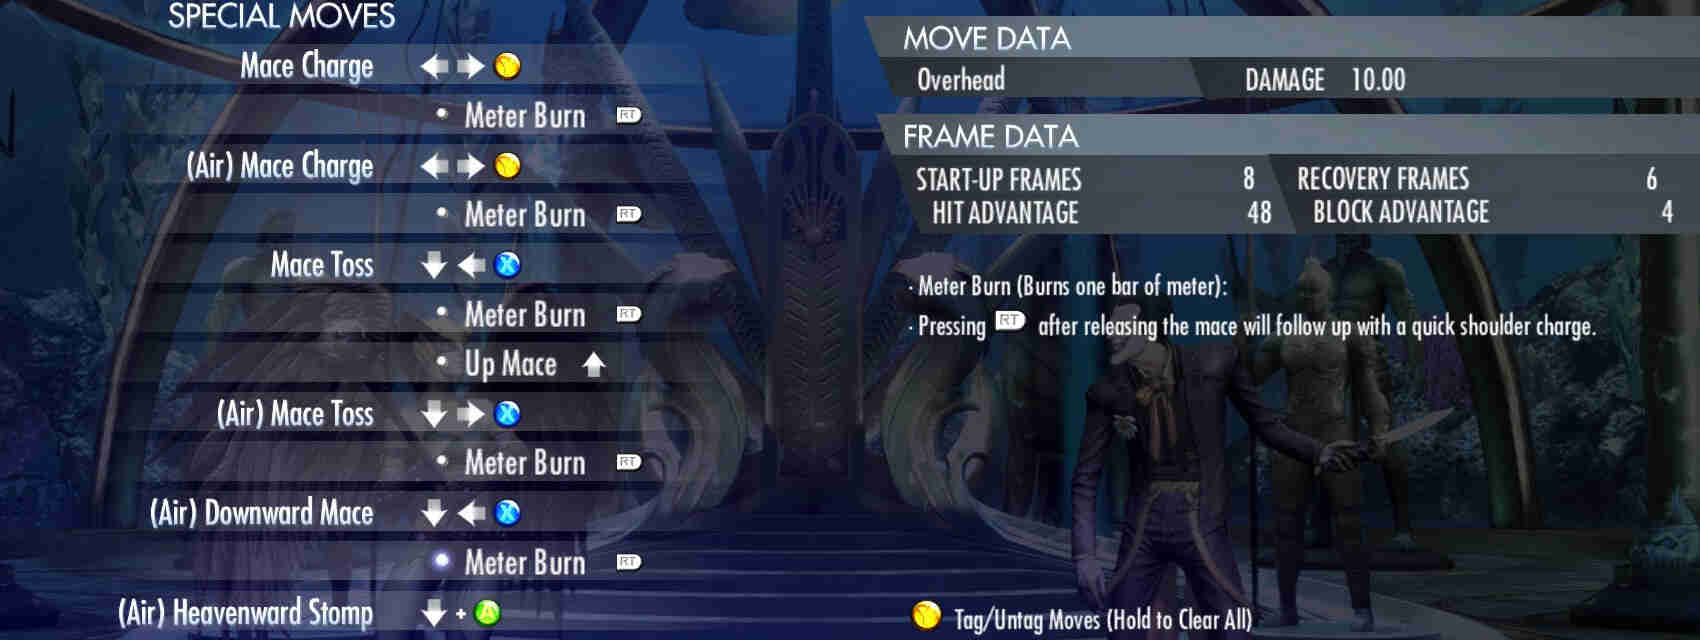 SPECIAL MOVES
Mace Charge Y
Meter Burn RT
(Air) Mace Charge Y
Meter Burn RT
Mace Toss X
Meter Burn RT
Up Mace
(Air) Mace Toss X
Meter Burn RT
(Air) Downward Mace X
Meter Burn RT
(Air) Heavenward Stomp + A
MOVE DATA
Overhead DAMAGE 10.00
FRAME DATA
START-UP FRAMES 8 RECOVERY FRAMES 6
HIT ADVANTAGE 48 BLOCK ADVANTAGE 4
· Meter Burn (Burns one bar of meter):
· Pressing RT after releasing the mace will follow up with a quick shoulder charge.
Y Tag/Untag Moves (Hold to Clear All)